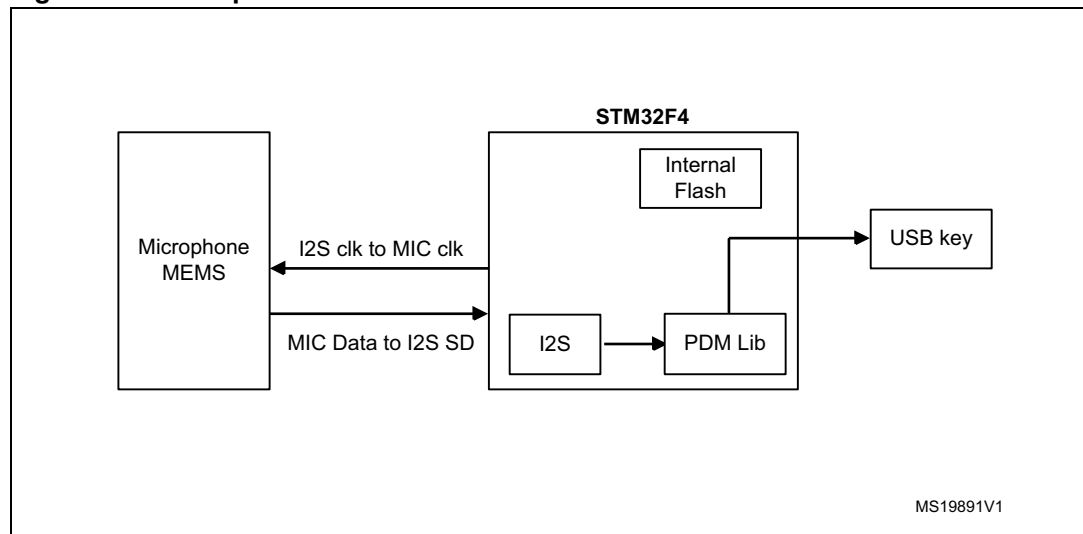 STM32F4
Internal
Flash
Microphone
MEMS
I2S clk to MIC clk
USB key
MIC Data to I2S SD
I2S
PDM Lib
MS19891V1